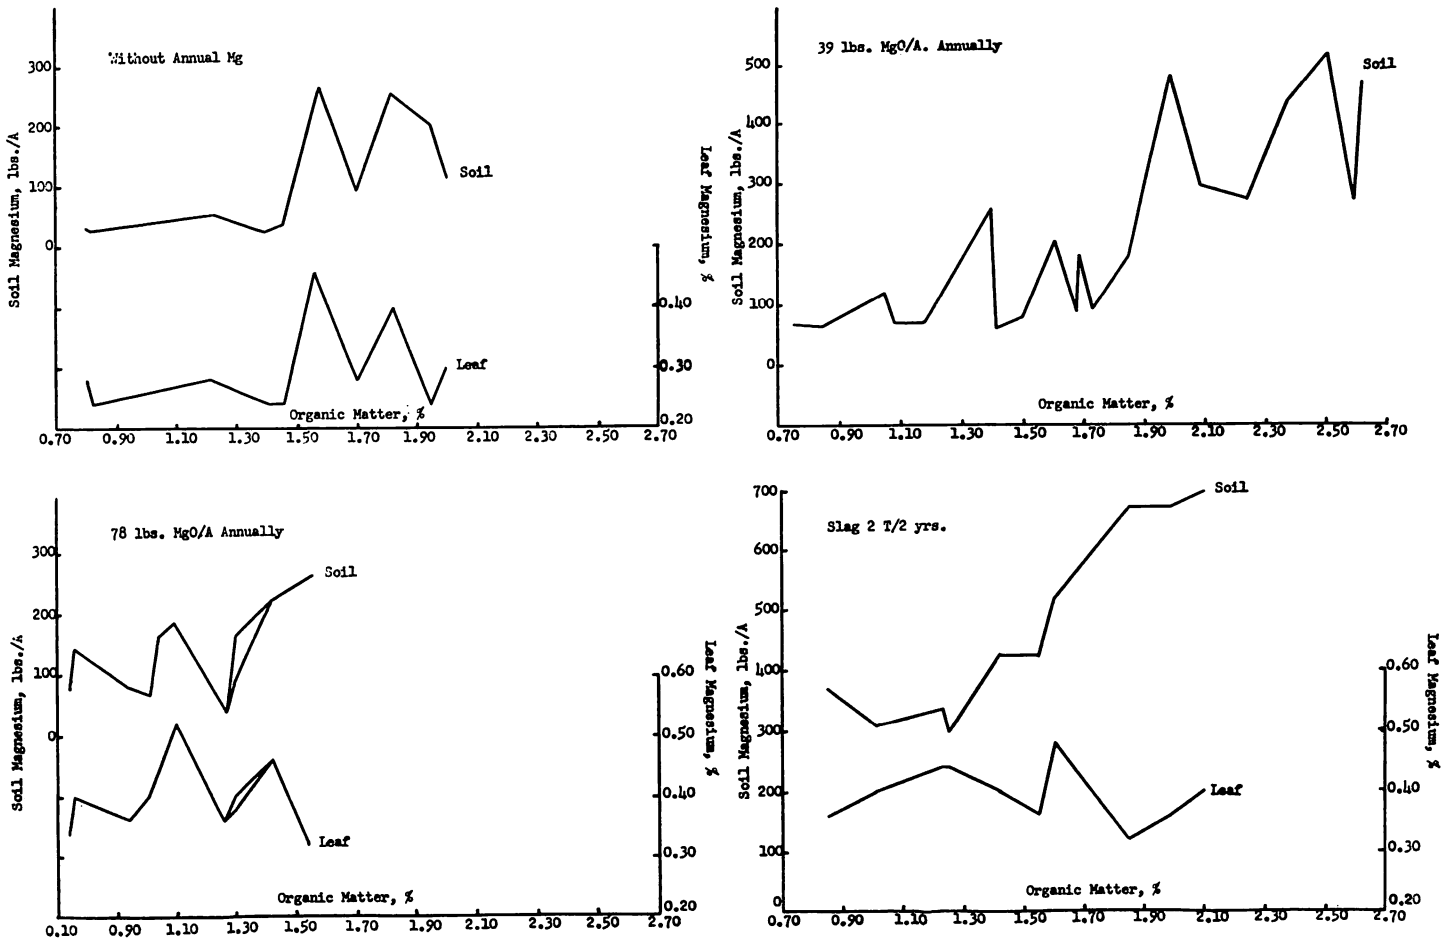 Without Annual Mg
300
200
100
0
Soil Magnesium, lbs./A
Soil
Leaf
Leaf Magnesium, %
0.40
0.30
0.20
Organic Matter, %
0.70 0.90 1.10 1.30 1.50 1.70 1.90 2.10 2.30 2.50 2.70
39 lbs. MgO/A. Annually
500
400
300
200
100
0
Soil Magnesium, lbs./A
Soil
Organic Matter, %
0.70 0.90 1.10 1.30 1.50 1.70 1.90 2.10 2.30 2.50 2.70
78 lbs. MgO/A Annually
300
200
100
0
Soil Magnesium, lbs./A
Soil
Leaf
Leaf Magnesium, %
0.60
0.50
0.40
0.30
0.20
Organic Matter, %
0.10 0.90 1.10 1.30 1.50 1.70 1.90 2.10 2.30 2.50 2.70
Slag 2 T/2 yrs.
700
600
500
400
300
200
100
0
Soil Magnesium, lbs./A
Soil
Leaf
Leaf Magnesium, %
0.60
0.50
0.40
0.30
0.20
Organic Matter, %
0.70 0.90 1.10 1.30 1.50 1.70 1.90 2.10 2.30 2.50 2.70